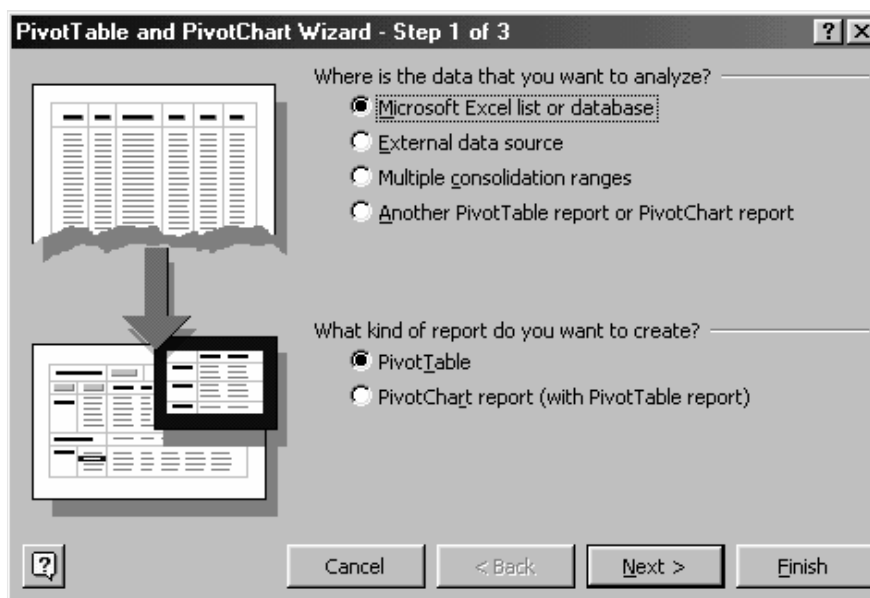 PivotTable and PivotChart Wizard - Step 1 of 3
Where is the data that you want to analyze?
Microsoft Excel list or database
External data source
Multiple consolidation ranges
Another PivotTable report or PivotChart report
What kind of report do you want to create?
PivotTable
PivotChart report (with PivotTable report)
Cancel
< Back
Next >
Finish